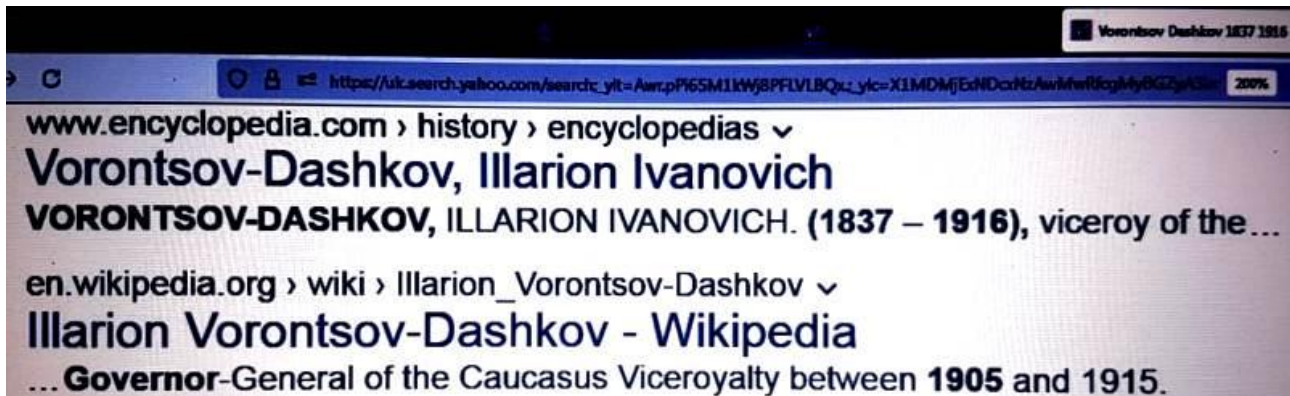 Vorontsov Dashkov 1837 1916
200%
www.encyclopedia.com › history › encyclopedias
Vorontsov-Dashkov, Illarion Ivanovich
VORONTSOV-DASHKOV, ILLARION IVANOVICH. (1837 – 1916), viceroy of the...
en.wikipedia.org › wiki › Illarion_Vorontsov-Dashkov
Illarion Vorontsov-Dashkov - Wikipedia
... Governor-General of the Caucasus Viceroyalty between 1905 and 1915.